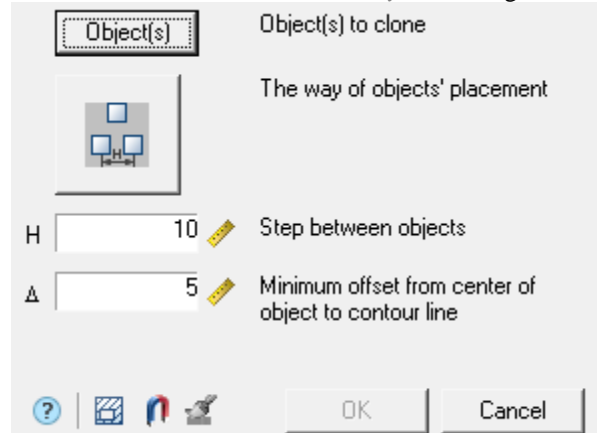 Object(s)
Object(s) to clone
The way of objects' placement
H
H 10 Step between objects
Δ 5 Minimum offset from center of
object to contour line
? OK Cancel